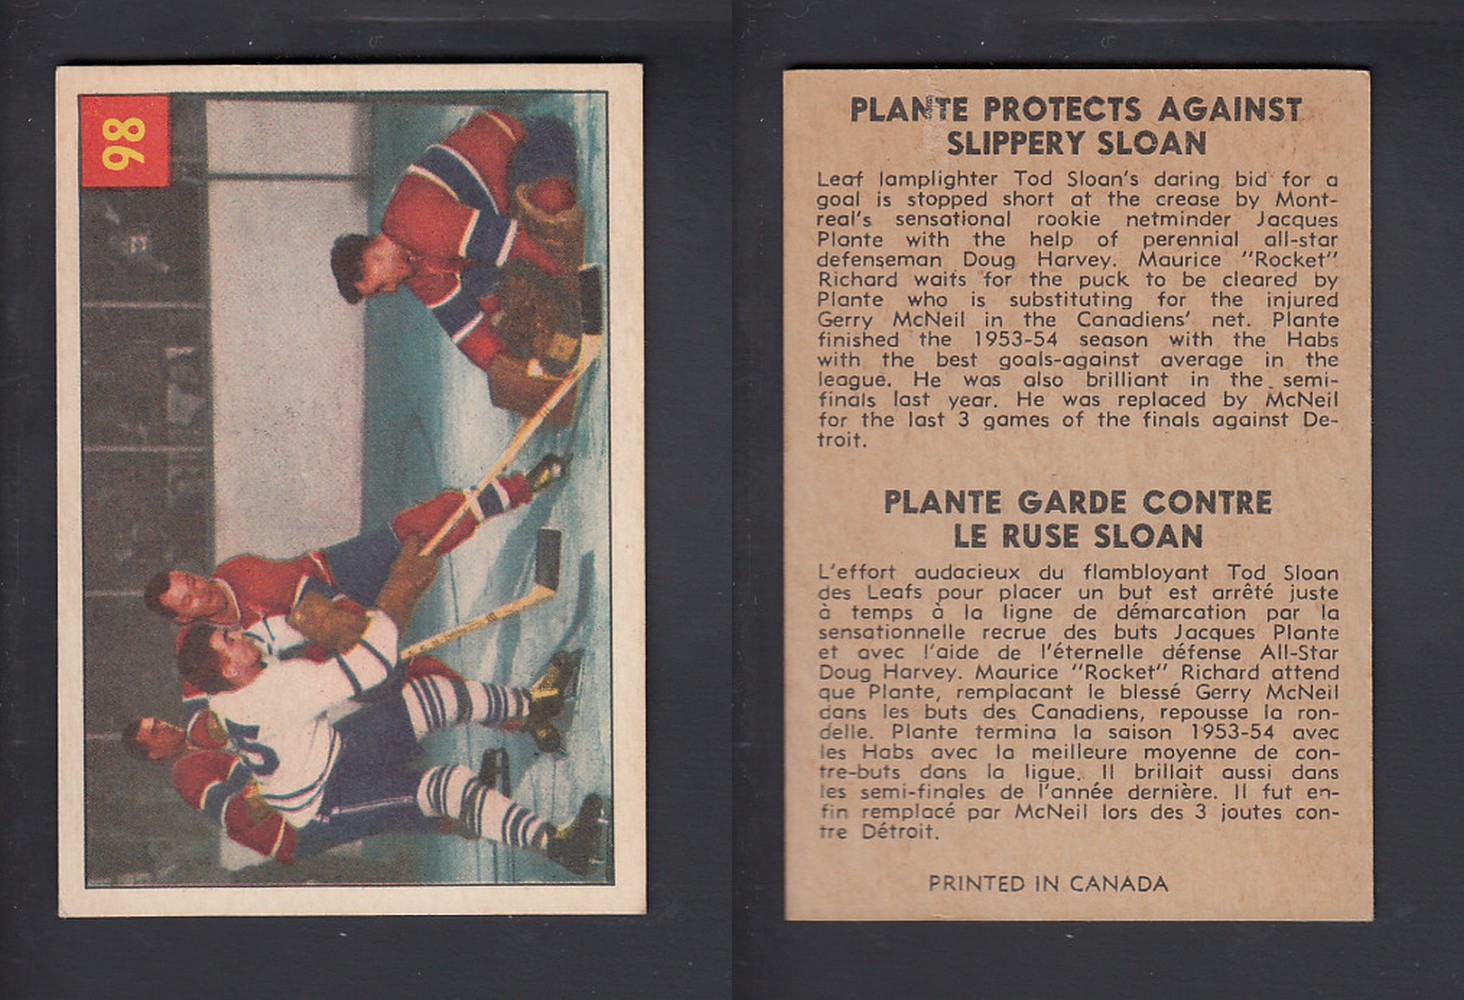 98
5
PLANTE PROTECTS AGAINST
SLIPPERY SLOAN
Leaf lamplighter Tod Sloan's daring bid for a
goal is stopped short at the crease by Mont-
real's sensational rookie netminder Jacques
Plante with the help of perennial all-star
defenseman Doug Harvey. Maurice "Rocket"
Richard waits for the puck to be cleared by
Plante who is substituting for the injured
Gerry McNeil in the Canadiens' net. Plante
finished the 1953-54 season with the Habs
with the best goals-against average in the
league. He was also brilliant in the semi-
finals last year. He was replaced by McNeil
for the last 3 games of the finals against De-
troit.
PLANTE GARDE CONTRE
LE RUSE SLOAN
L'effort audacieux du flambloyant Tod Sloan
des Leafs pour placer un but est arrêté juste
à temps à la ligne de démarcation par la
sensationnelle recrue des buts Jacques Plante
et avec l'aide de l'éternelle défense All-Star
Doug Harvey. Maurice "Rocket" Richard attend
que Plante, remplacant le blessé Gerry McNeil
dans les buts des Canadiens, repousse la ron-
delle. Plante termina la saison 1953-54 avec
les Habs avec la meilleure moyenne de con-
tre-buts dans la ligue. Il brillait aussi dans
les semi-finales de l'année dernière. Il fut en-
fin remplacé par McNeil lors des 3 joutes con-
tre Détroit.
PRINTED IN CANADA